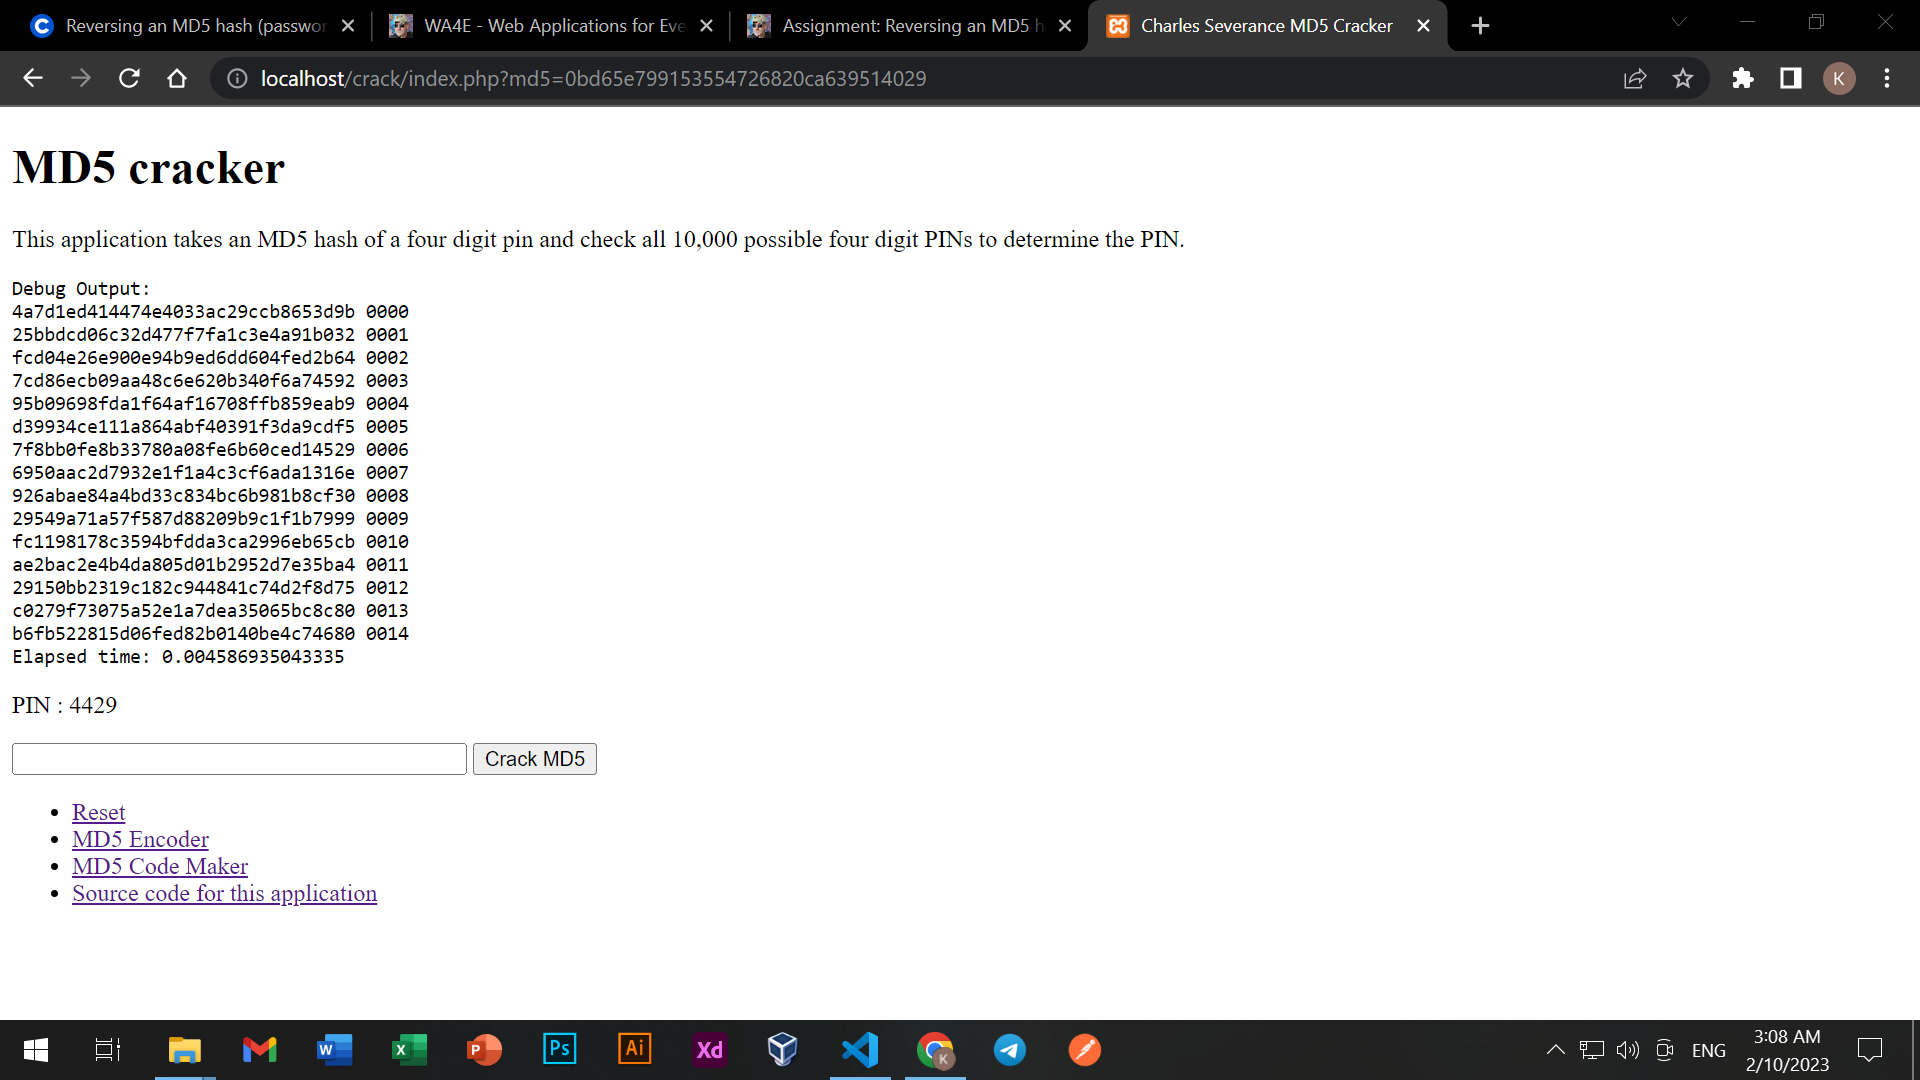 Reversing an MD5 hash (passwor
WA4E - Web Applications for Eve
Assignment: Reversing an MD5 h
Charles Severance MD5 Cracker
localhost/crack/index.php?md5=0bd65e799153554726820ca639514029
K
MD5 cracker
This application takes an MD5 hash of a four digit pin and check all 10,000 possible four digit PINs to determine the PIN.
Debug Output:
4a7d1ed414474e4033ac29ccb8653d9b 0000
25bbdcd06c32d477f7fa1c3e4a91b032 0001
fcd04e26e900e94b9ed6dd604fed2b64 0002
7cd86ecb09aa48c6e620b340f6a74592 0003
95b09698fda1f64af16708ffb859eab9 0004
d39934ce111a864abf40391f3da9cdf5 0005
7f8bb0fe8b33780a08fe6b60ced14529 0006
6950aac2d7932e1f1a4c3cf6ada1316e 0007
926abae84a4bd33c834bc6b981b8cf30 0008
29549a71a57f587d88209b9c1f1b7999 0009
fc1198178c3594bfdda3ca2996eb65cb 0010
ae2bac2e4b4da805d01b2952d7e35ba4 0011
29150bb2319c182c944841c74d2f8d75 0012
c0279f73075a52e1a7dea35065bc8c80 0013
b6fb522815d06fed82b0140be4c74680 0014
Elapsed time: 0.004586935043335
PIN : 4429
Crack MD5
Reset
MD5 Encoder
MD5 Code Maker
Source code for this application
W
X
P
Ps
Ai
Xd
K
ENG
3:08 AM
2/10/2023